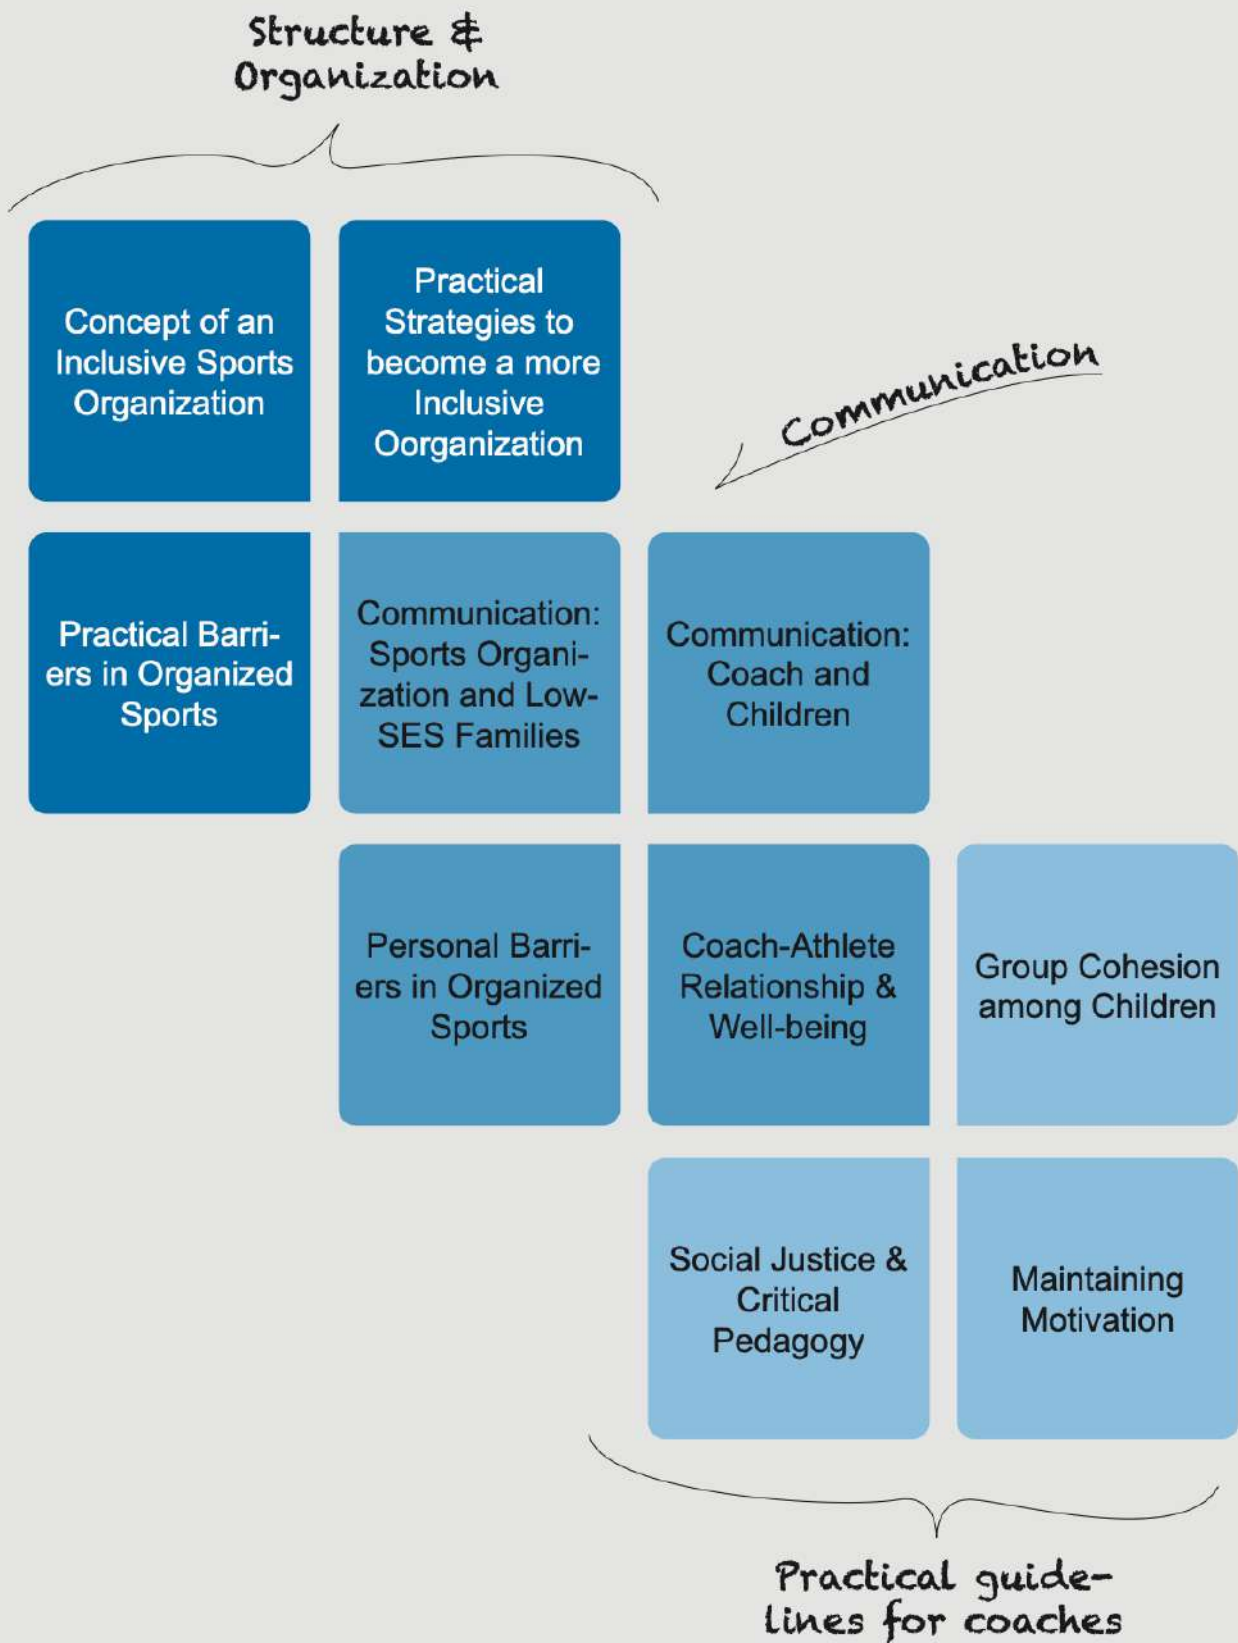 Structure &
Organization
Concept of an
Inclusive Sports
Organization
Practical
Strategies to
become a more
Inclusive
Oorganization
Communication
Practical Barri-
ers in Organized
Sports
Communication:
Sports Organi-
zation and Low-
SES Families
Communication:
Coach and
Children
Personal Barri-
ers in Organized
Sports
Coach-Athlete
Relationship &
Well-being
Group Cohesion
among Children
Social Justice &
Critical
Pedagogy
Maintaining
Motivation
Practical guide-
lines for coaches